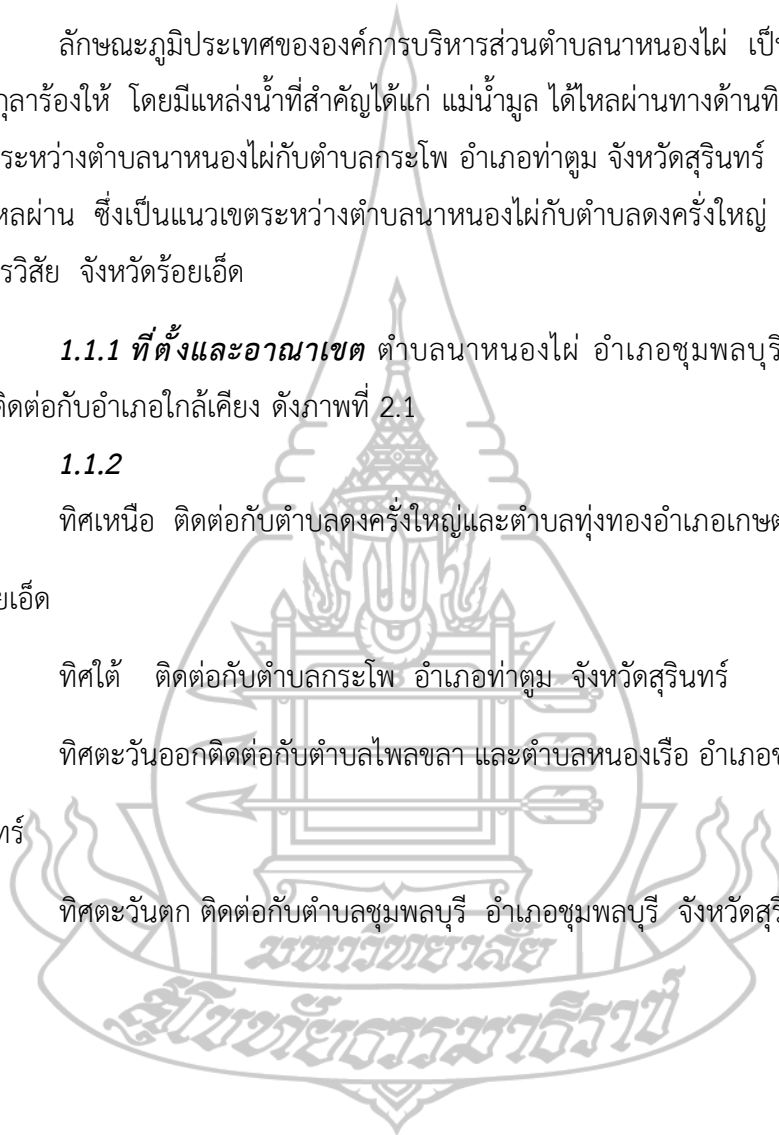 ลักษณะภูมิประเทศขององค์การบริหารส่วนตำบลนาหนองไผ่ เป็
กุลาร้องให้ โดยมีแหล่งน้ำที่สำคัญได้แก่ แม่น้ำมูล ได้ไหลผ่านทางด้านทิ
ระหว่างตำบลนาหนองไผ่กับตำบลกระโพ อำเภอท่าตูม จังหวัดสุรินทร์
หลผ่าน ซึ่งเป็นแนวเขตระหว่างตำบลนาหนองไผ่กับตำบลดงครั่งใหญ่
รวิสัย จังหวัดร้อยเอ็ด
1.1.1 ที่ตั้งและอาณาเขต ตำบลนาหนองไผ่ อำเภอชุมพลบุรี
ติดต่อกับอำเภอใกล้เคียง ดังภาพที่ 2.1
1.1.2
ทิศเหนือ ติดต่อกับตำบลดงครั่งใหญ่และตำบลทุ่งทองอำเภอเกษต
ยเอ็ด
ทิศใต้ ติดต่อกับตำบลกระโพ อำเภอท่าตูม จังหวัดสุรินทร์
ทิศตะวันออกติดต่อกับตำบลไพลขลา และตำบลหนองเรือ อำเภอช
ทร์
ทิศตะวันตก ติดต่อกับตำบลชุมพลบุรี อำเภอชุมพลบุรี จังหวัดสุริ
มหาวิทยาลัย
สุโขทัยธรรมาธิราช